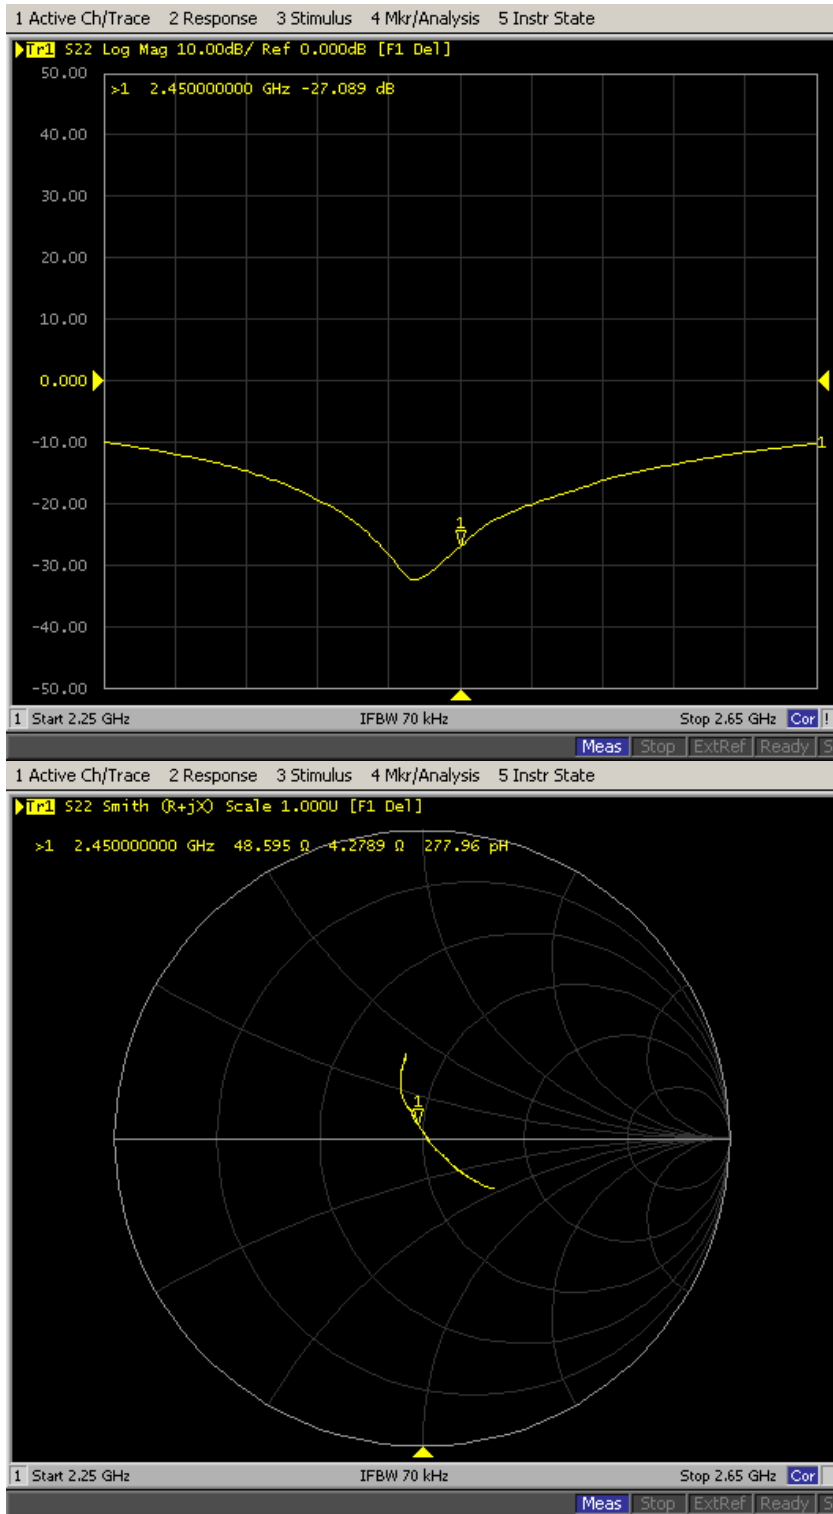 1 Active Ch/Trace 2 Response 3 Stimulus 4 Mkr/Analysis 5 Instr State
Tr1 S22 Log Mag 10.00dB/ Ref 0.000dB [F1 Del]
50.00
>1 2.450000000 GHz -27.089 dB
40.00
30.00
20.00
10.00
0.000
-10.00
1
-20.00
1
-30.00
-40.00
-50.00
1 Start 2.25 GHz IFBW 70 kHz Stop 2.65 GHz Cor !
Meas Stop ExtRef Ready S
1 Active Ch/Trace 2 Response 3 Stimulus 4 Mkr/Analysis 5 Instr State
Tr1 S22 Smith (R+jX) Scale 1.000U [F1 Del]
>1 2.450000000 GHz 48.595 Ω 4.2789 Ω 277.96 pH
1
1 Start 2.25 GHz IFBW 70 kHz Stop 2.65 GHz Cor
Meas Stop ExtRef Ready S